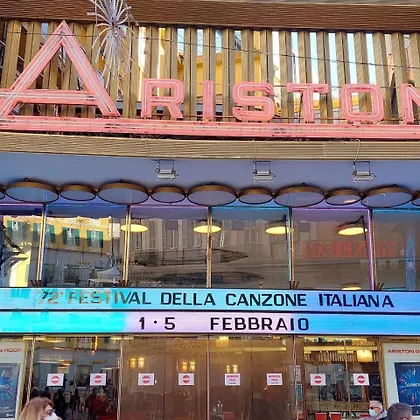 ARISTON
72° FESTIVAL DELLA CANZONE ITALIANA
1 • 5 FEBBRAIO